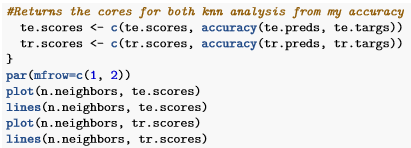 #Returns the cores for both knn analysis from my accuracy
  te.scores <- c(te.scores, accuracy(te.preds, te.targs))
  tr.scores <- c(tr.scores, accuracy(tr.preds, tr.targs))
}
par(mfrow=c(1, 2))
plot(n.neighbors, te.scores)
lines(n.neighbors, te.scores)
plot(n.neighbors, tr.scores)
lines(n.neighbors, tr.scores)